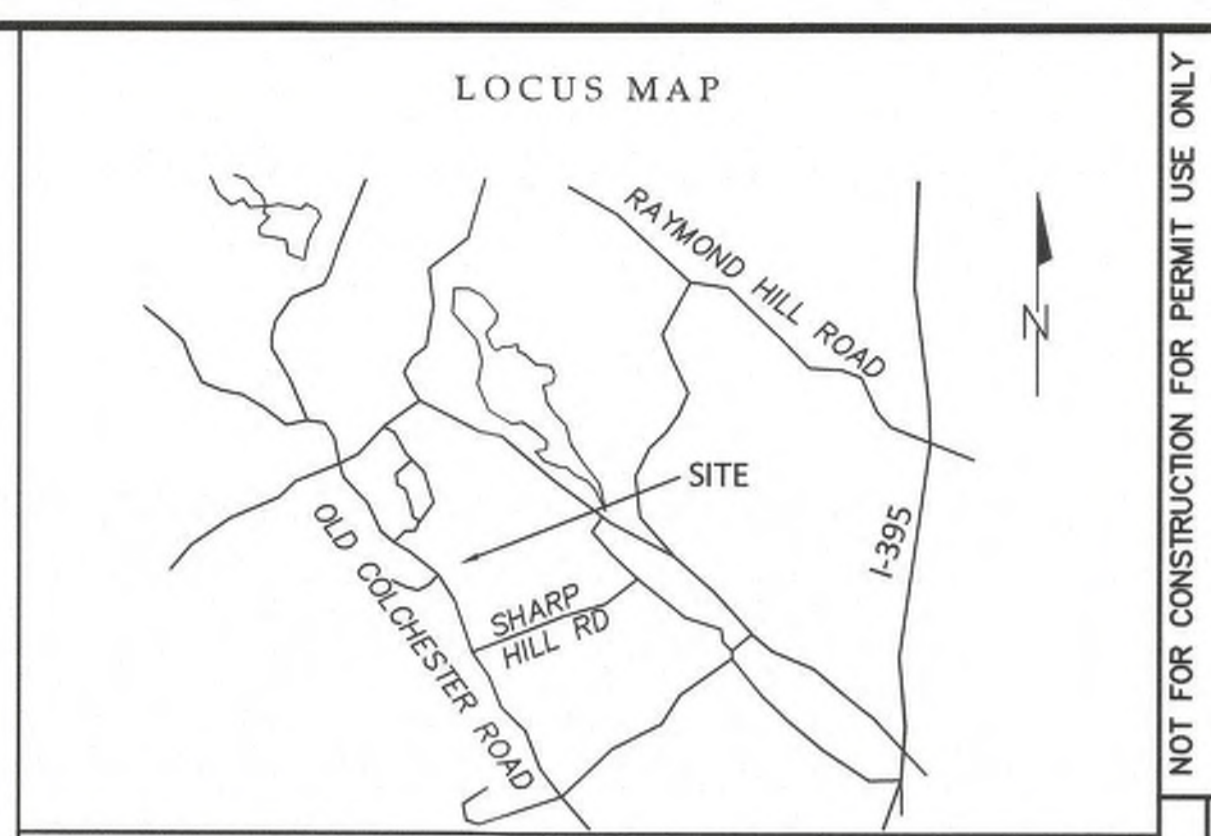 LOCUS MAP
RAYMOND HILL ROAD
N
SITE
OLD COLCHESTER ROAD
I-395
SHARP
HILL RD
NOT FOR CONSTRUCTION FOR PERMIT USE ONLY